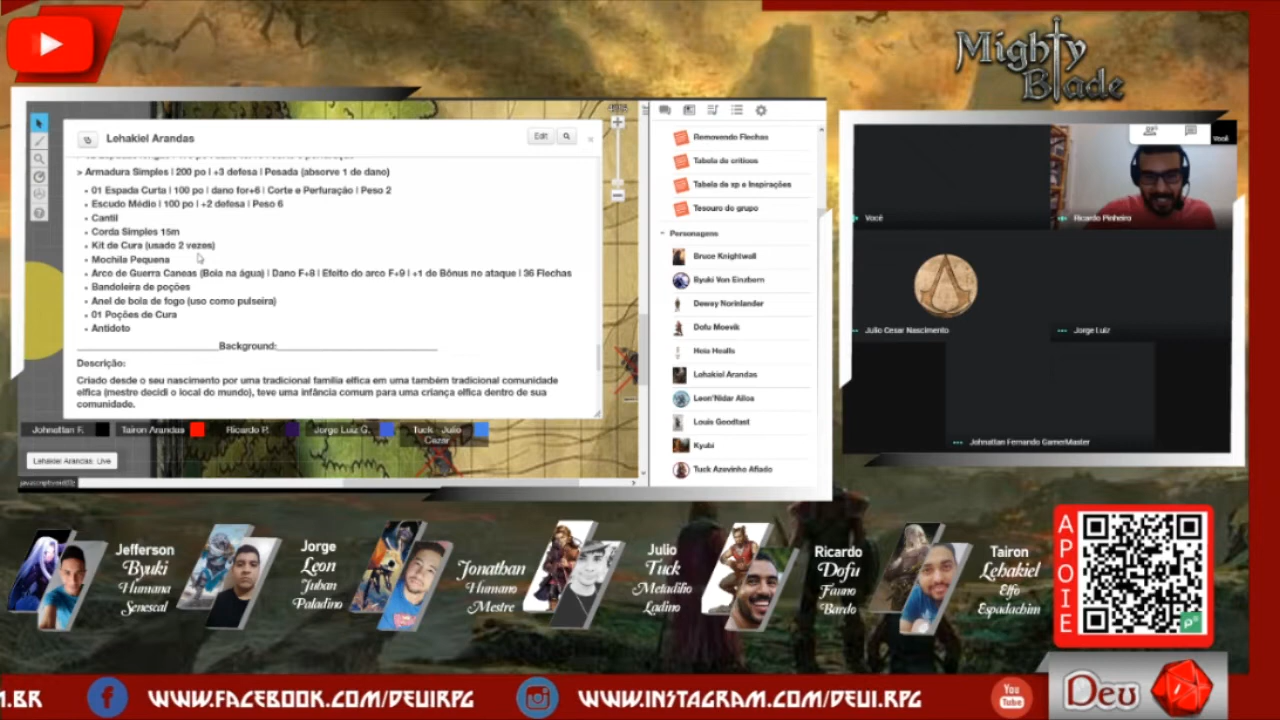 Mighty
Blade
Lehakiel Arandas
Edit
> Armadura Simples | 200 po | +3 defesa | Pesada (absorve 1 de dano)
• 01 Espada Curta | 100 po | dano for+6 | Corte e Perfuração | Peso 2
• Escudo Médio | 100 po | +2 defesa | Peso 6
• Cantil
• Corda Simples 15m
• Kit de Cura (usado 2 vezes)
• Mochila Pequena
• Arco de Guerra Caneas (Boia na água) | Dano F+8 | Efeito do arco F+9 | +1 de Bônus no ataque | 36 Flechas
• Bandoleira de poções
• Anel de bola de fogo (uso como pulseira)
• 01 Poções de Cura
• Antídoto
Background:
Descrição:
Criado desde o seu nascimento por uma tradicional família elfica em uma também tradicional comunidade
elfica (mestre decidi o local do mundo), teve uma infância comum para uma criança elfica dentro de sua
comunidade.
Johnattan F.
Tairon Arandas
Ricardo P.
Jorge Luiz G.
Tuck - Julio
Cezar
Lehakiel Arandas: Live
Removendo Flechas
Tabela de críticos
Tabela de xp e Inspirações
Tesouro do grupo
Personagens
Bruce Knightwall
Byuki Von Einzbern
Dewey Norinlander
Dofu Moevik
Heia Healls
Lehakiel Arandas
Leon'Nidar Alloa
Louis Goodfast
Kyubi
Tuck Azevinho Afiado
Você
Você
Ricardo Pinheiro
Julio Cesar Nascimento
Jorge Luiz
Johnattan Fernando GamerMaster
Jefferson
Byuki
Humana
Senescal
Jorge
Leon
Juban
Paladino
Jonathan
Humano
Mestre
Julio
Tuck
Metadílio
Ladino
Ricardo
Dofu
Fauno
Bardo
Tairon
Lehakiel
Elfo
Espadachim
APOIE
M.BR
WWW.FACEBOOK.COM/DEU1RPG
WWW.INSTAGRAM.COM/DEU1.RPG
You
Tube
Deu